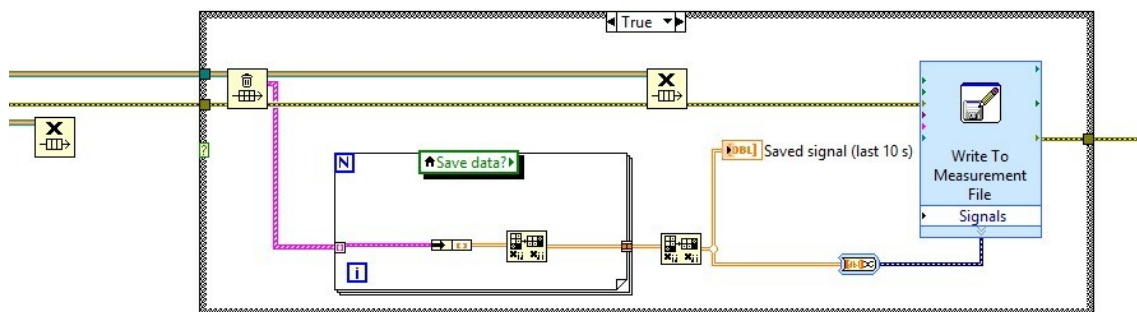 True
X
X
?
N
Save data?
DBL
Saved signal (last 10 s)
Write To
Measurement
File
Signals
i